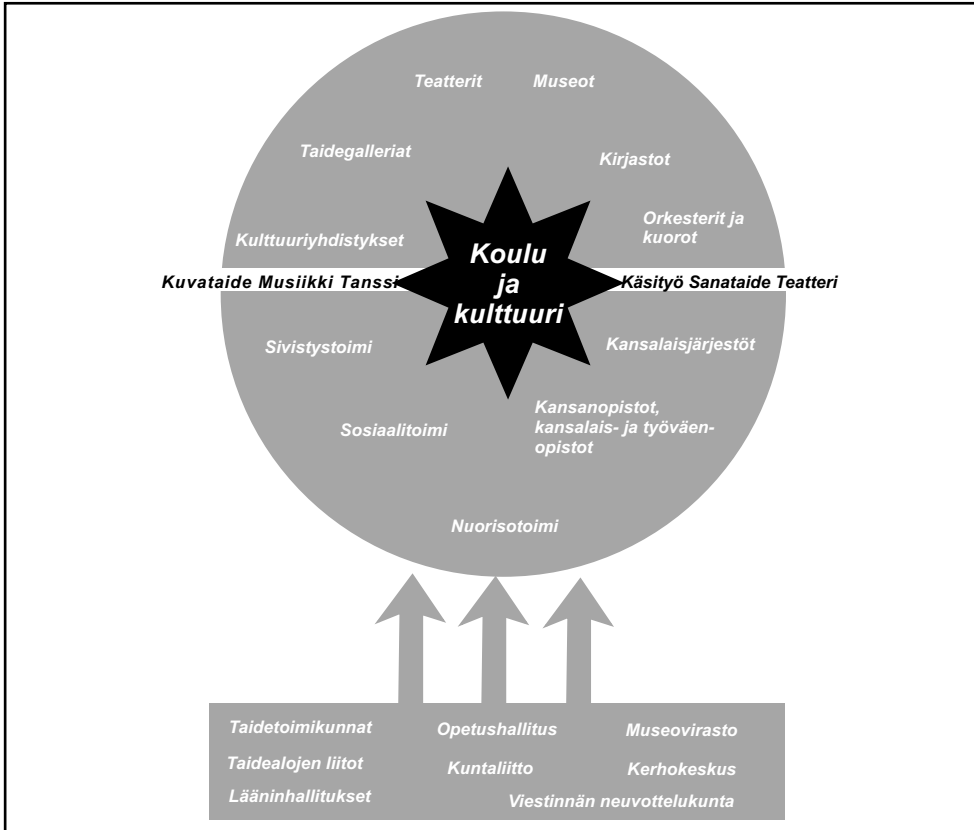 Teatterit
Museot
Taidegalleriat
Kirjastot
Orkesterit ja
kuorot
Kulttuuriyhdistykset
Koulu
ja
kulttuuri
Kuvataide Musiikki Tanssi
Käsityö Sanataide Teatteri
Sivistystoimi
Kansalaisjärjestöt
Sosiaalitoimi
Kansanopistot,
kansalais- ja työväen-
opistot
Nuorisotoimi
Taidetoimikunnat
Opetushallitus
Museovirasto
Taidealojen liitot
Kuntaliitto
Kerhokeskus
Lääninhallitukset
Viestinnän neuvottelukunta